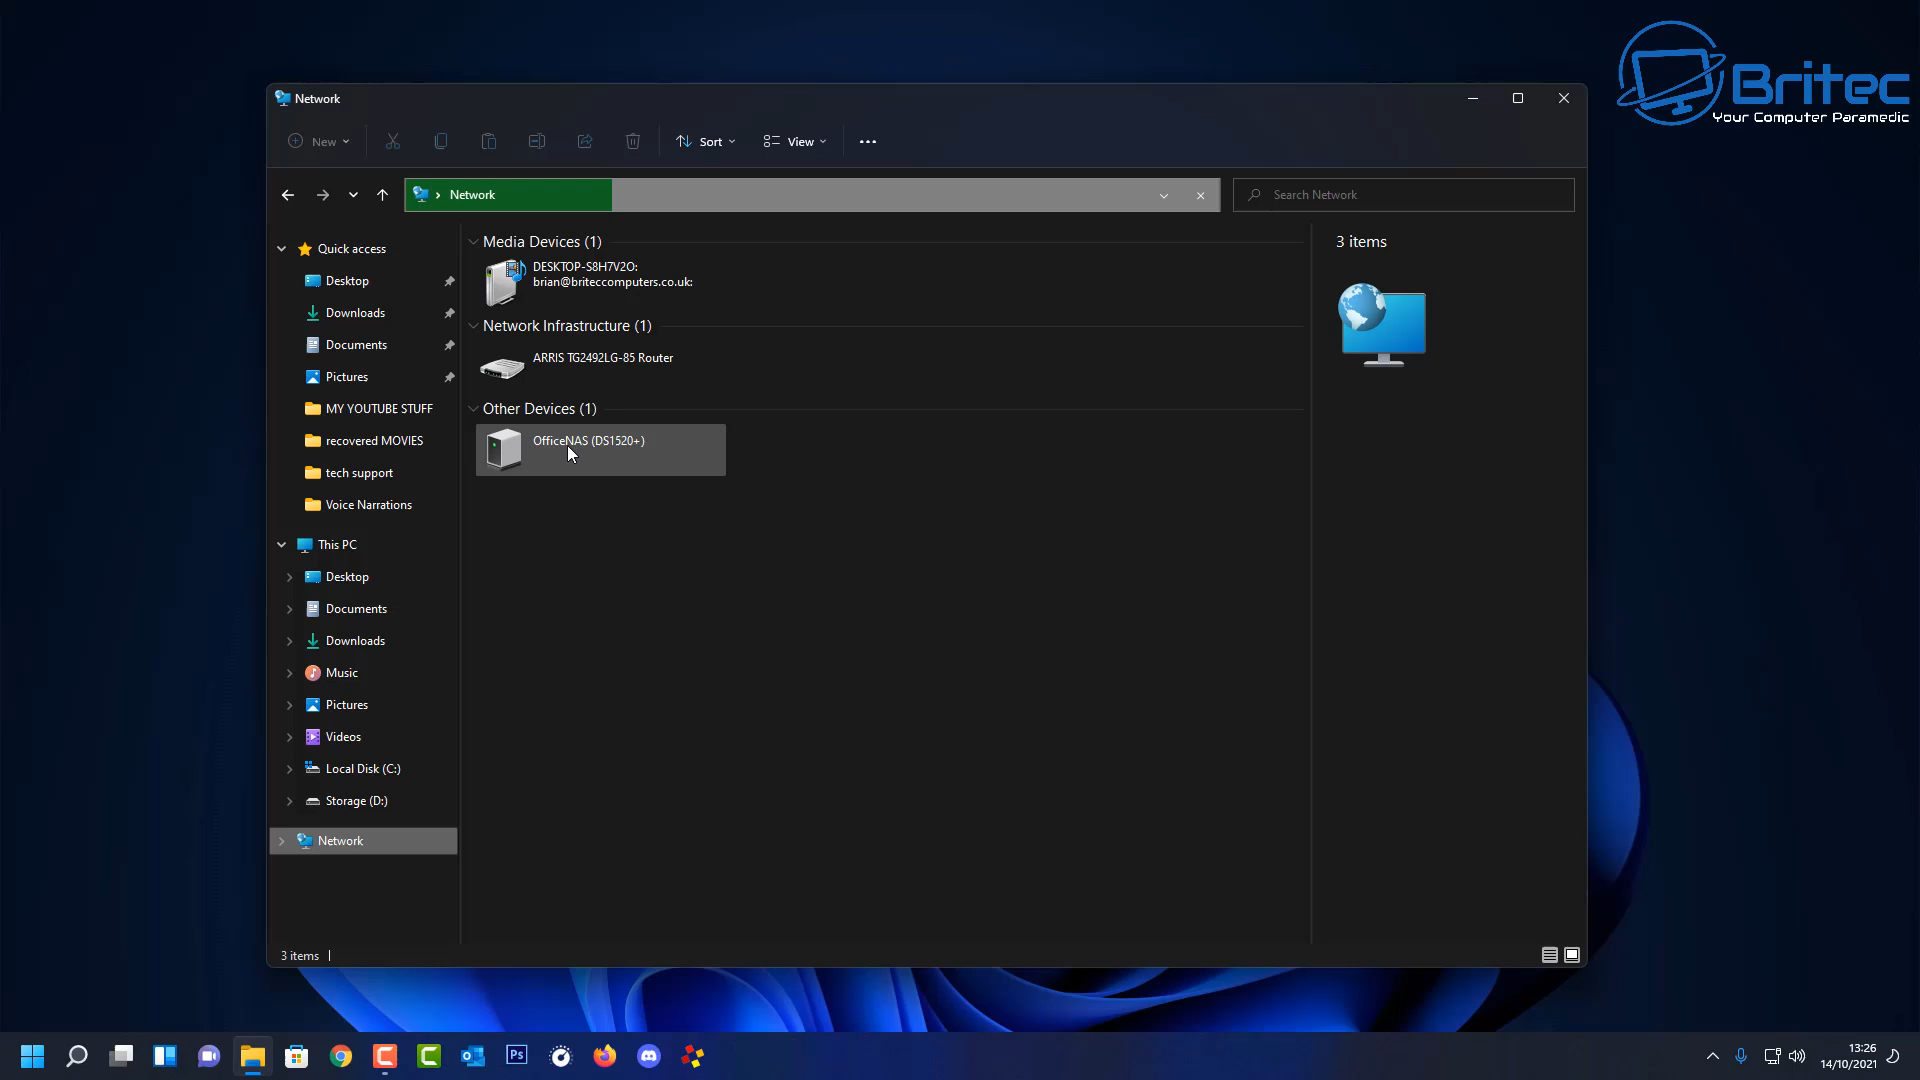 Britec
Your Computer Paramedic
Network
New
Sort
View
Network
Search Network
Quick access
Desktop
Downloads
Documents
Pictures
MY YOUTUBE STUFF
recovered MOVIES
tech support
Voice Narrations
This PC
Desktop
Documents
Downloads
Music
Pictures
Videos
Local Disk (C:)
Storage (D:)
Network
Media Devices (1)
DESKTOP-S8H7V2O:
brian@briteccomputers.co.uk:
Network Infrastructure (1)
ARRIS TG2492LG-85 Router
Other Devices (1)
OfficeNAS (DS1520+)
3 items
3 items
Ps
13:26
14/10/2021